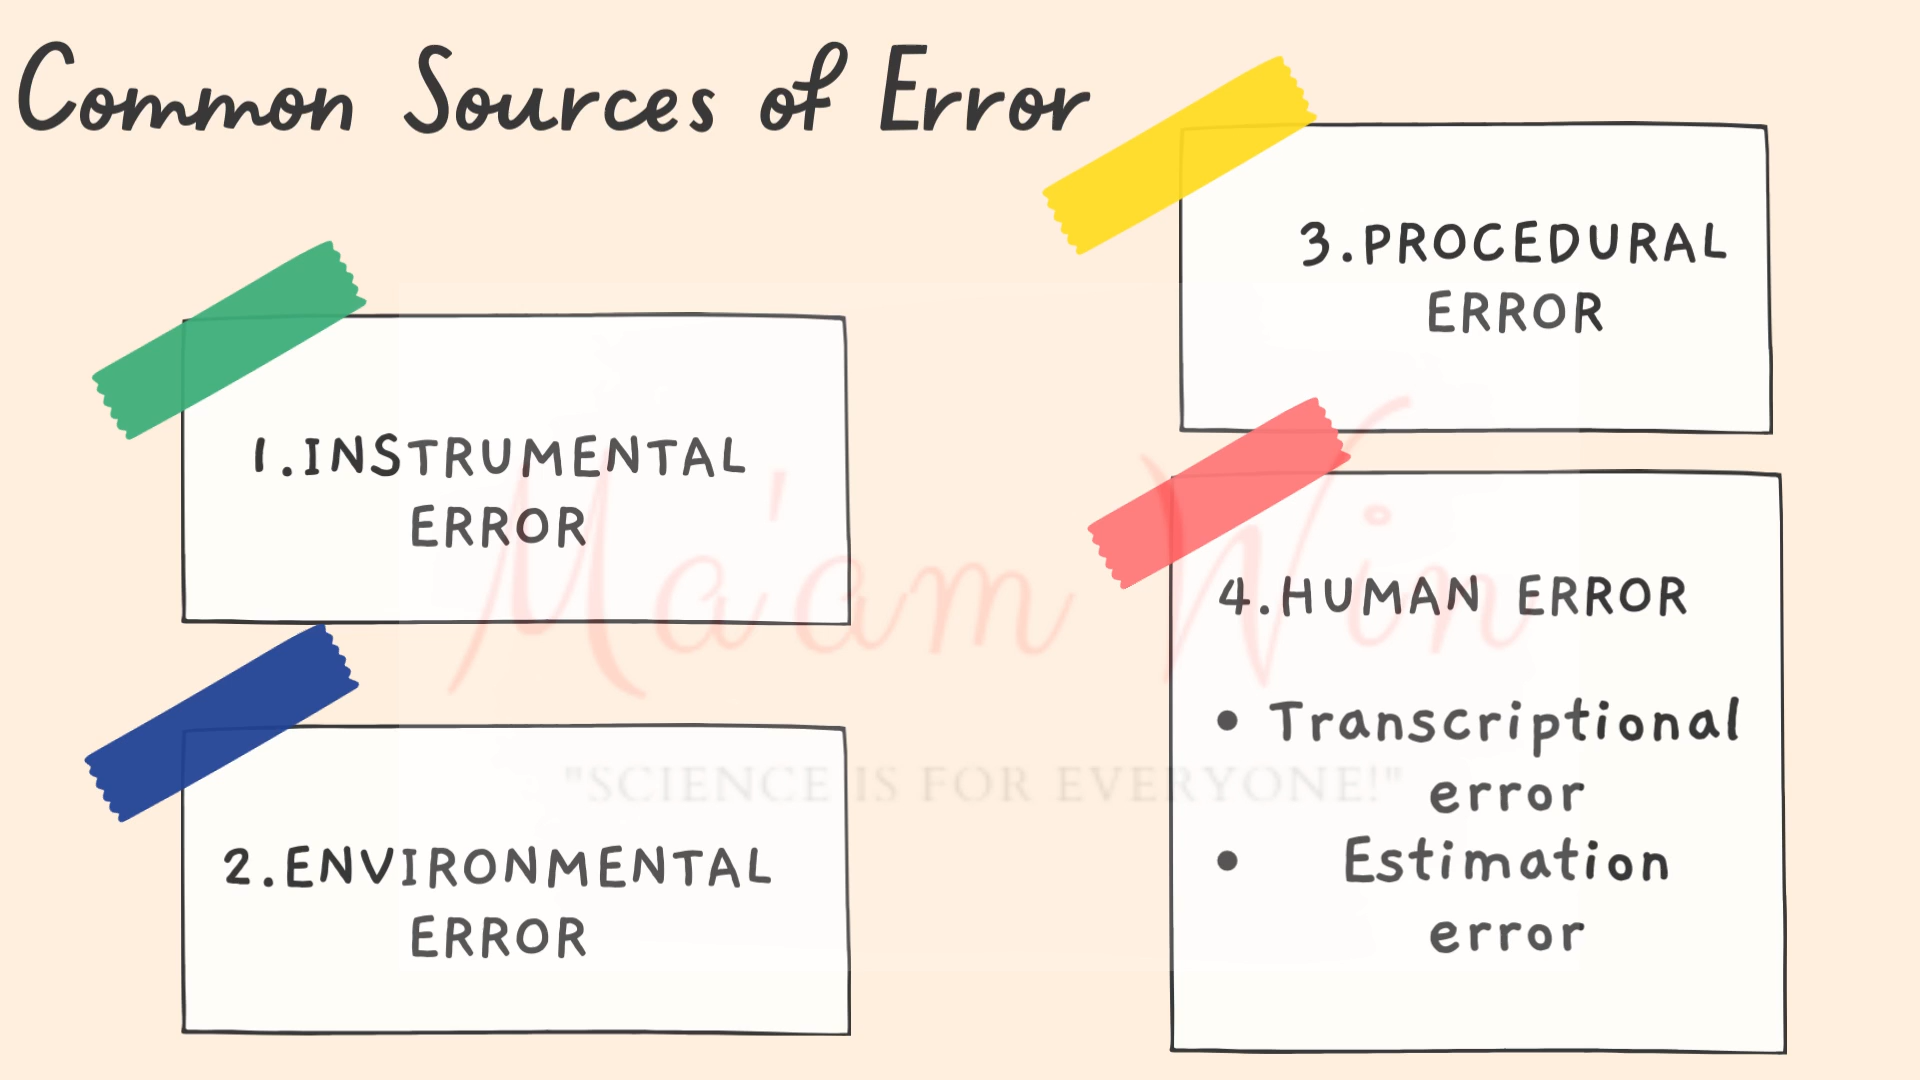 Common Sources of Error
1.INSTRUMENTAL
ERROR
2.ENVIRONMENTAL
ERROR
3.PROCEDURAL
ERROR
4.HUMAN ERROR
• Transcriptional
error
• Estimation
error
Ma'am Win
"SCIENCE IS FOR EVERYONE!"